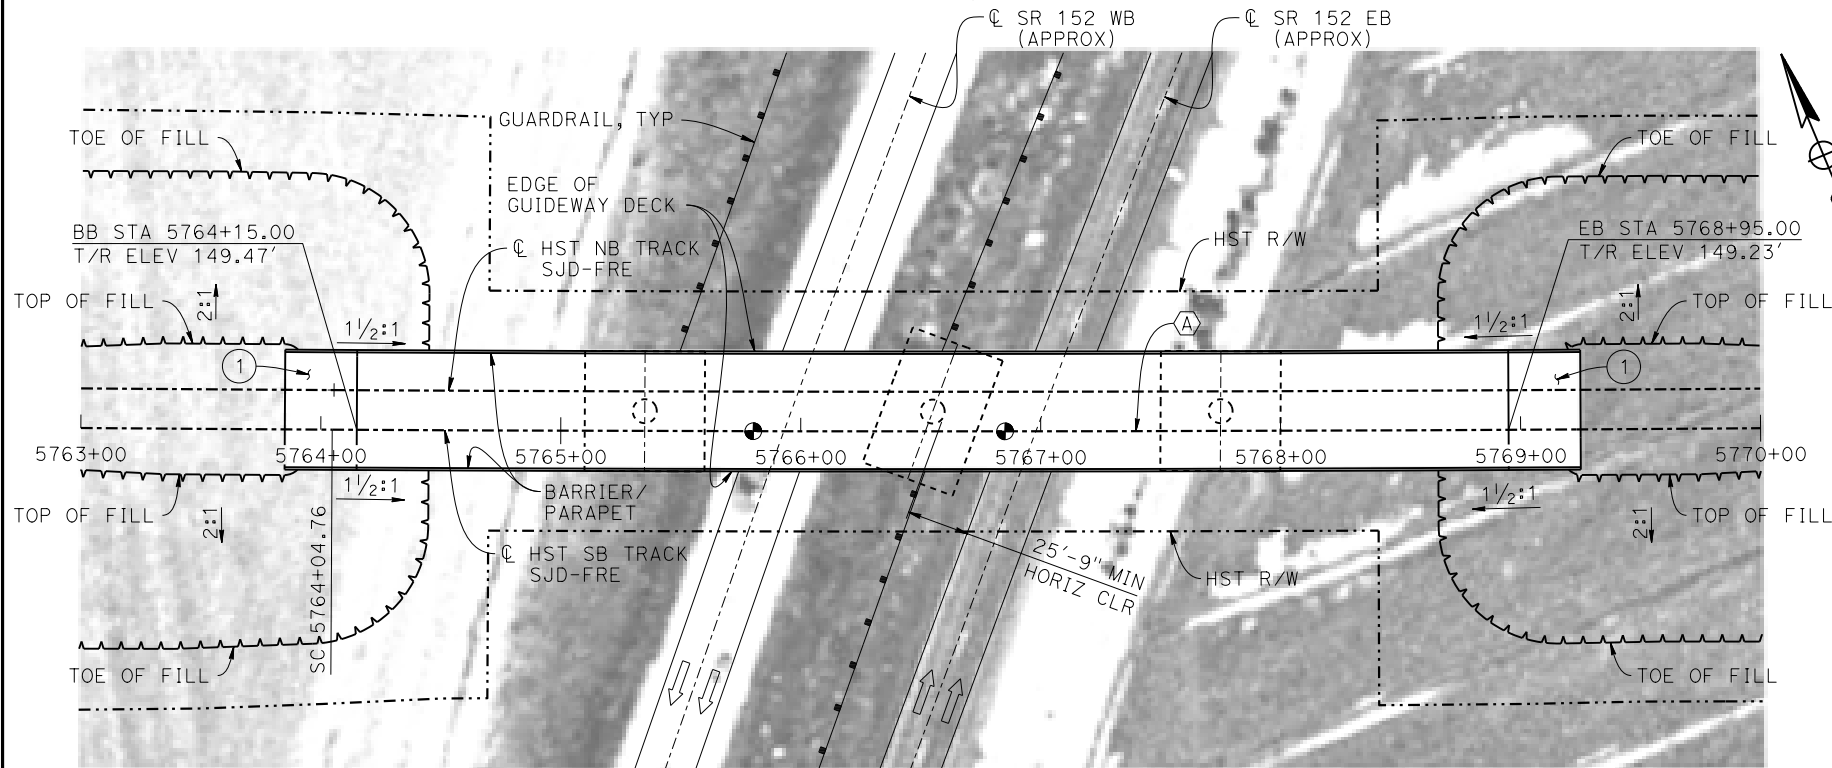 ℄ SR 152 WB
(APPROX)
℄ SR 152 EB
(APPROX)
GUARDRAIL, TYP
TOE OF FILL
TOE OF FILL
EDGE OF
GUIDEWAY DECK
BB STA 5764+15.00
T/R ELEV 149.47'
EB STA 5768+95.00
T/R ELEV 149.23'
℄ HST NB TRACK
SJD-FRE
HST R/W
TOP OF FILL
2:1
1½:1
A
1½:1
2:1
TOP OF FILL
1
1
5763+00
5764+00
5765+00
5766+00
5767+00
5768+00
5769+00
5770+00
1½:1
BARRIER/
PARAPET
1½:1
TOP OF FILL
2:1
2:1
TOP OF FILL
SC 5764+04.76
℄ HST SB TRACK
SJD-FRE
25'-9" MIN
HORIZ CLR
HST R/W
TOE OF FILL
TOE OF FILL